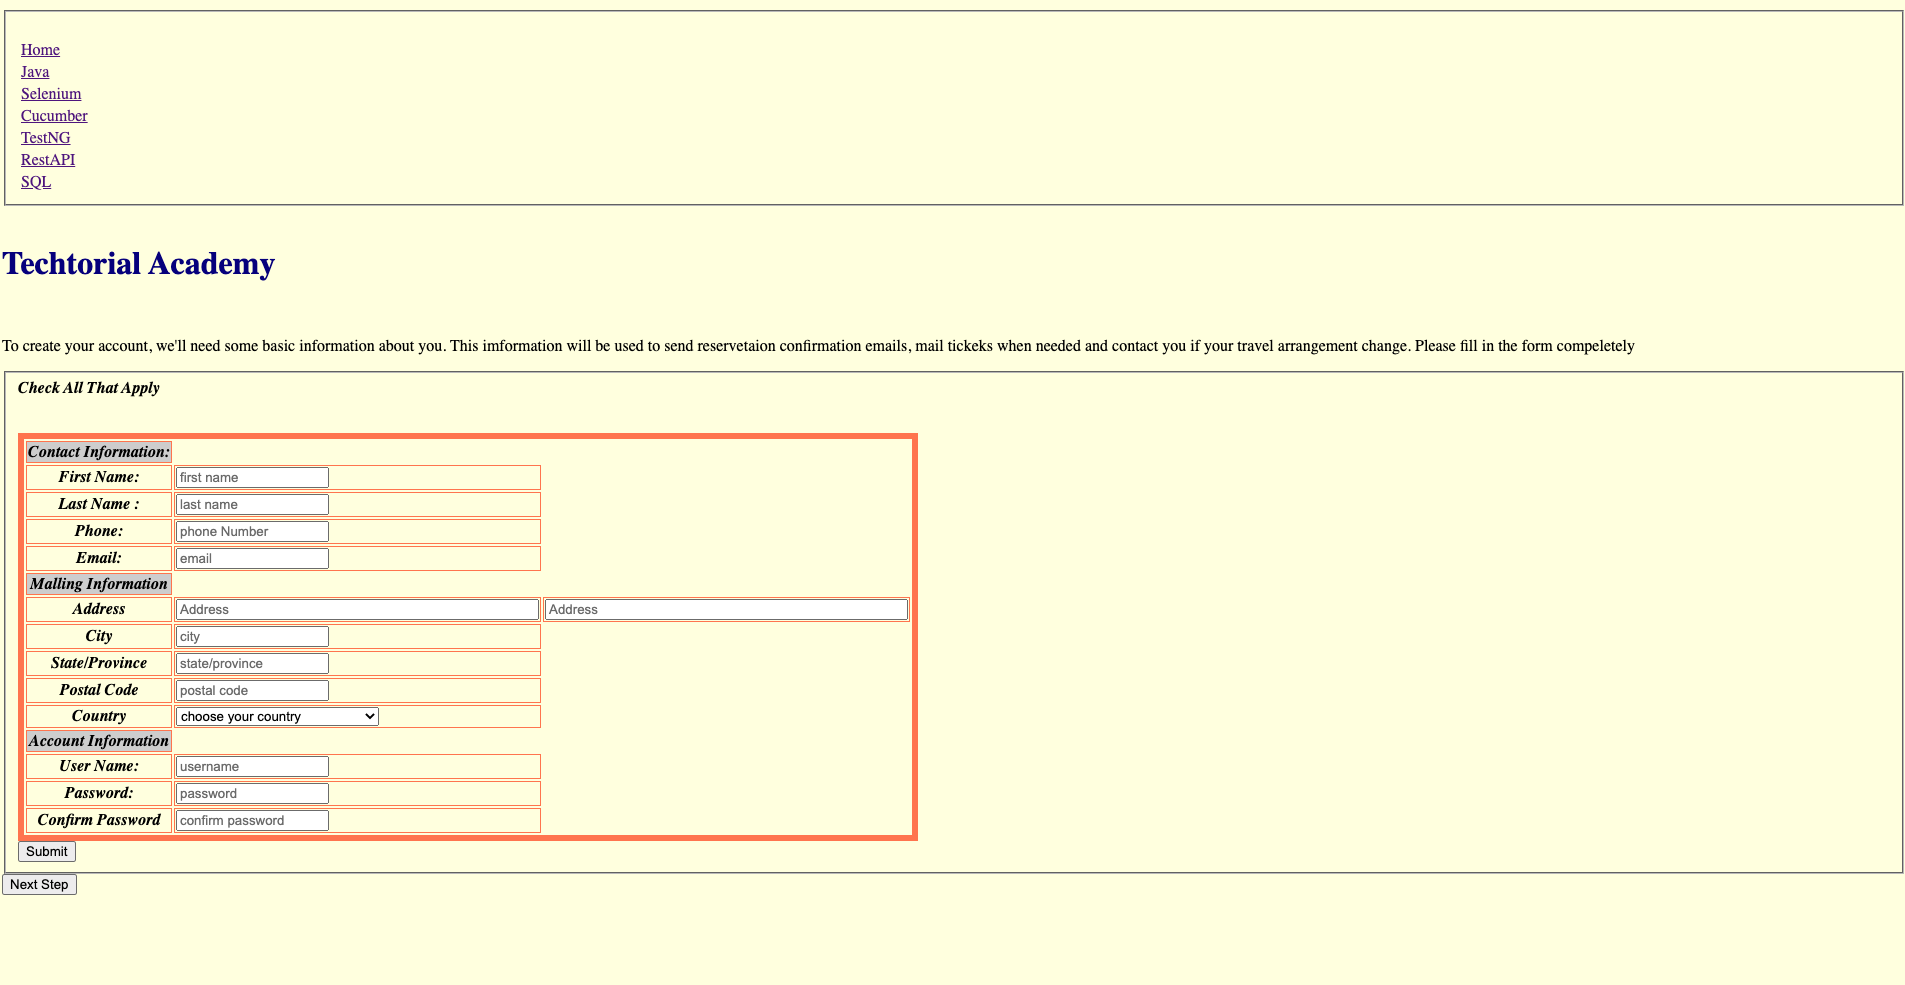 Home
Java
Selenium
Cucumber
TestNG
RestAPI
SQL
Techtorial Academy
To create your account, we'll need some basic information about you. This imformation will be used to send reservetaion confirmation emails, mail tickeks when needed and contact you if your travel arrangement change. Please fill in the form compeletely
Check All That Apply
Contact Information:
First Name: first name
Last Name : last name
Phone: phone Number
Email: email
Malling Information
Address Address Address
City city
State/Province state/province
Postal Code postal code
Country choose your country
Account Information
User Name: username
Password: password
Confirm Password confirm password
Submit
Next Step